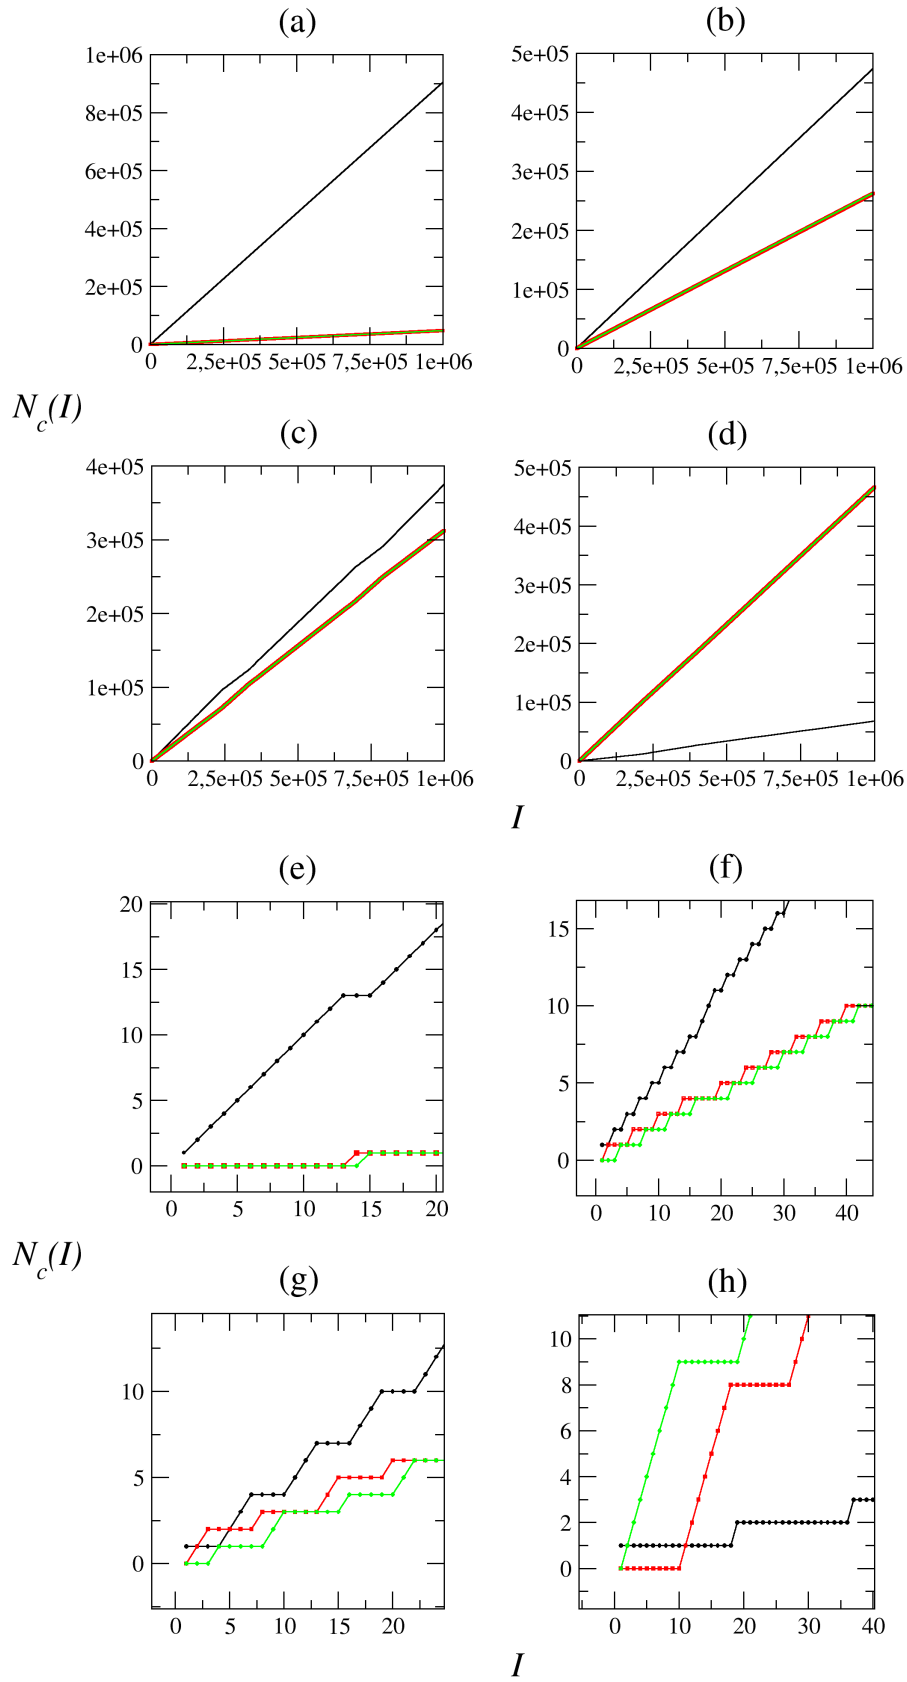 (a) (b)
1e+06
8e+05
6e+05
4e+05
2e+05
0
0 2,5e+05 5e+05 7,5e+05 1e+06
5e+05
4e+05
3e+05
2e+05
1e+05
0
0 2,5e+05 5e+05 7,5e+05 1e+06
N_c(I)
(c) (d)
4e+05
3e+05
2e+05
1e+05
0
0 2,5e+05 5e+05 7,5e+05 1e+06
5e+05
4e+05
3e+05
2e+05
1e+05
0
0 2,5e+05 5e+05 7,5e+05 1e+06
I
(e) (f)
20
15
10
5
0
0 5 10 15 20
15
10
5
0
0 10 20 30 40
N_c(I)
(g) (h)
10
5
0
0 5 10 15 20
10
8
6
4
2
0
0 10 20 30 40
I